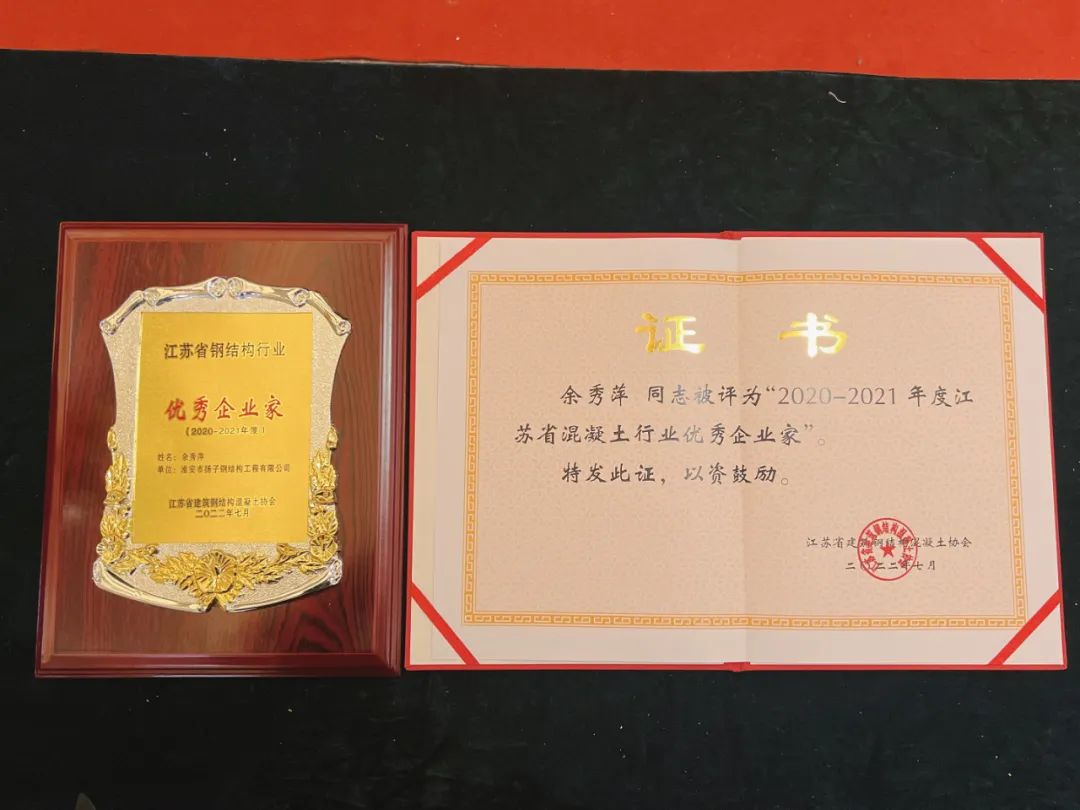 江苏省钢结构行业
优秀企业家
（2020-2021年度）
姓名：余秀萍
单位：淮安市扬子钢结构工程有限公司
江苏省建筑钢结构混凝土协会
二〇二二年七月
证 书
余秀萍 同志被评为“2020-2021 年度江
苏省混凝土行业优秀企业家”。
特发此证，以资鼓励。
江苏省建筑钢结构混凝土协会
二〇二二年七月